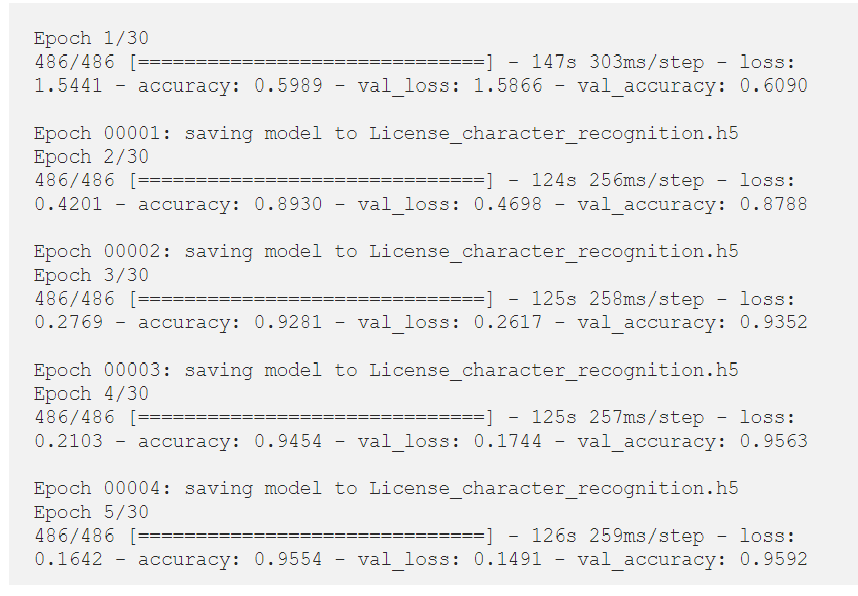 Epoch 1/30
486/486 [==============================] - 147s 303ms/step - loss:
1.5441 - accuracy: 0.5989 - val_loss: 1.5866 - val_accuracy: 0.6090
Epoch 00001: saving model to License_character_recognition.h5
Epoch 2/30
486/486 [==============================] - 124s 256ms/step - loss:
0.4201 - accuracy: 0.8930 - val_loss: 0.4698 - val_accuracy: 0.8788
Epoch 00002: saving model to License_character_recognition.h5
Epoch 3/30
486/486 [==============================] - 125s 258ms/step - loss:
0.2769 - accuracy: 0.9281 - val_loss: 0.2617 - val_accuracy: 0.9352
Epoch 00003: saving model to License_character_recognition.h5
Epoch 4/30
486/486 [==============================] - 125s 257ms/step - loss:
0.2103 - accuracy: 0.9454 - val_loss: 0.1744 - val_accuracy: 0.9563
Epoch 00004: saving model to License_character_recognition.h5
Epoch 5/30
486/486 [==============================] - 126s 259ms/step - loss:
0.1642 - accuracy: 0.9554 - val_loss: 0.1491 - val_accuracy: 0.9592